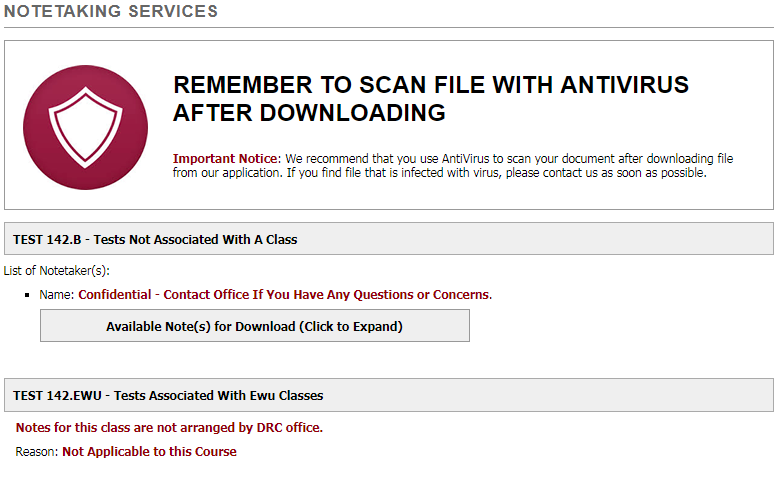 NOTETAKING SERVICES
REMEMBER TO SCAN FILE WITH ANTIVIRUS
AFTER DOWNLOADING
Important Notice: We recommend that you use AntiVirus to scan your document after downloading file
from our application. If you find file that is infected with virus, please contact us as soon as possible.
TEST 142.B - Tests Not Associated With A Class
List of Notetaker(s):
Name: Confidential - Contact Office If You Have Any Questions or Concerns.
Available Note(s) for Download (Click to Expand)
TEST 142.EWU - Tests Associated With Ewu Classes
Notes for this class are not arranged by DRC office.
Reason: Not Applicable to this Course